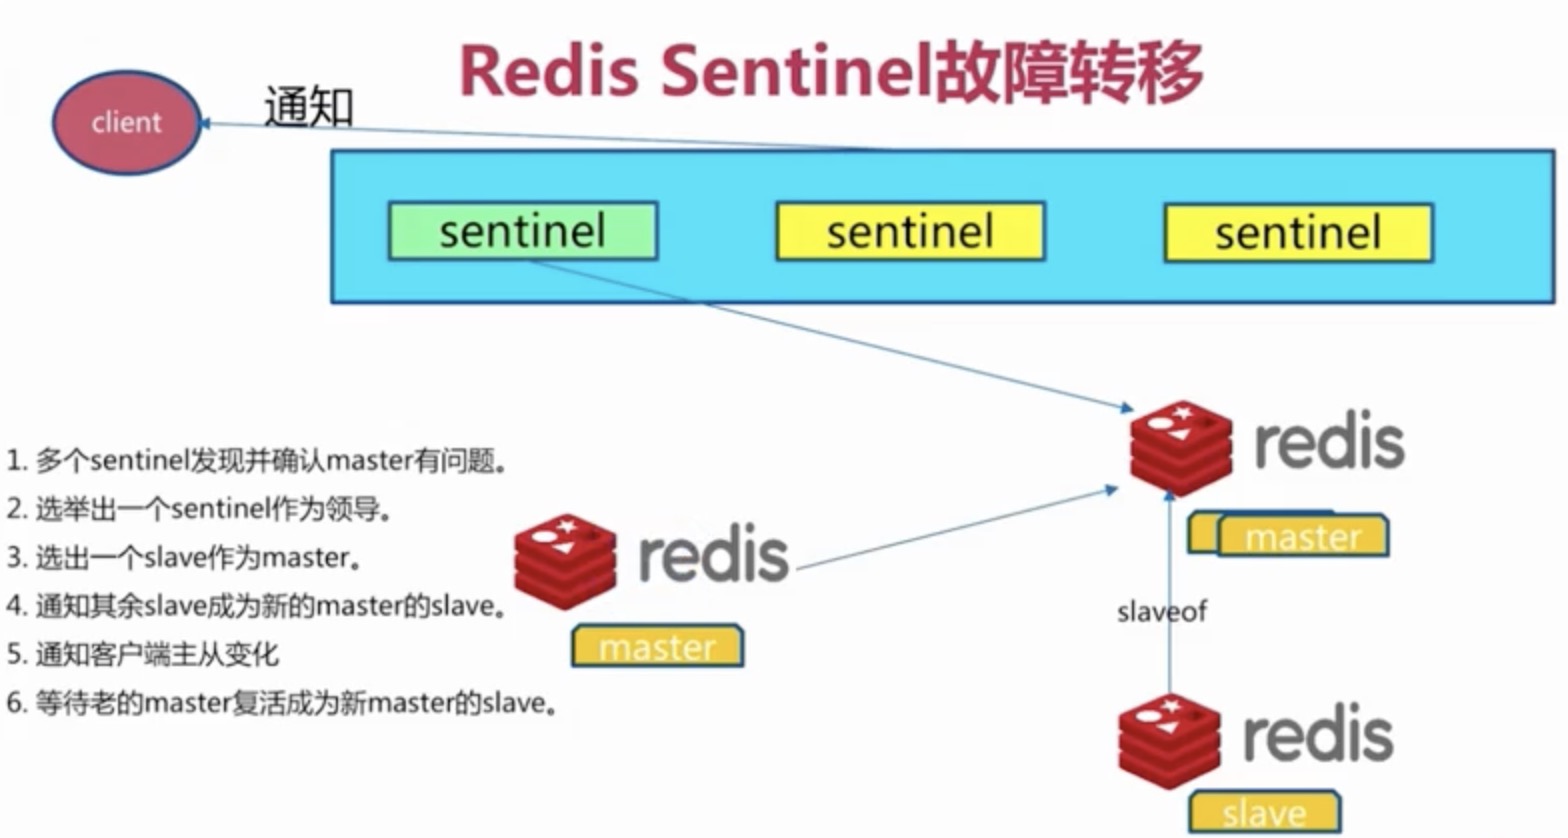 Redis Sentinel故障转移
client
通知
sentinel
sentinel
sentinel
redis
master
1. 多个sentinel发现并确认master有问题。
2. 选举出一个sentinel作为领导。
3. 选出一个slave作为master。
4. 通知其余slave成为新的master的slave。
5. 通知客户端主从变化
6. 等待老的master复活成为新master的slave。
redis
master
slaveof
redis
slave